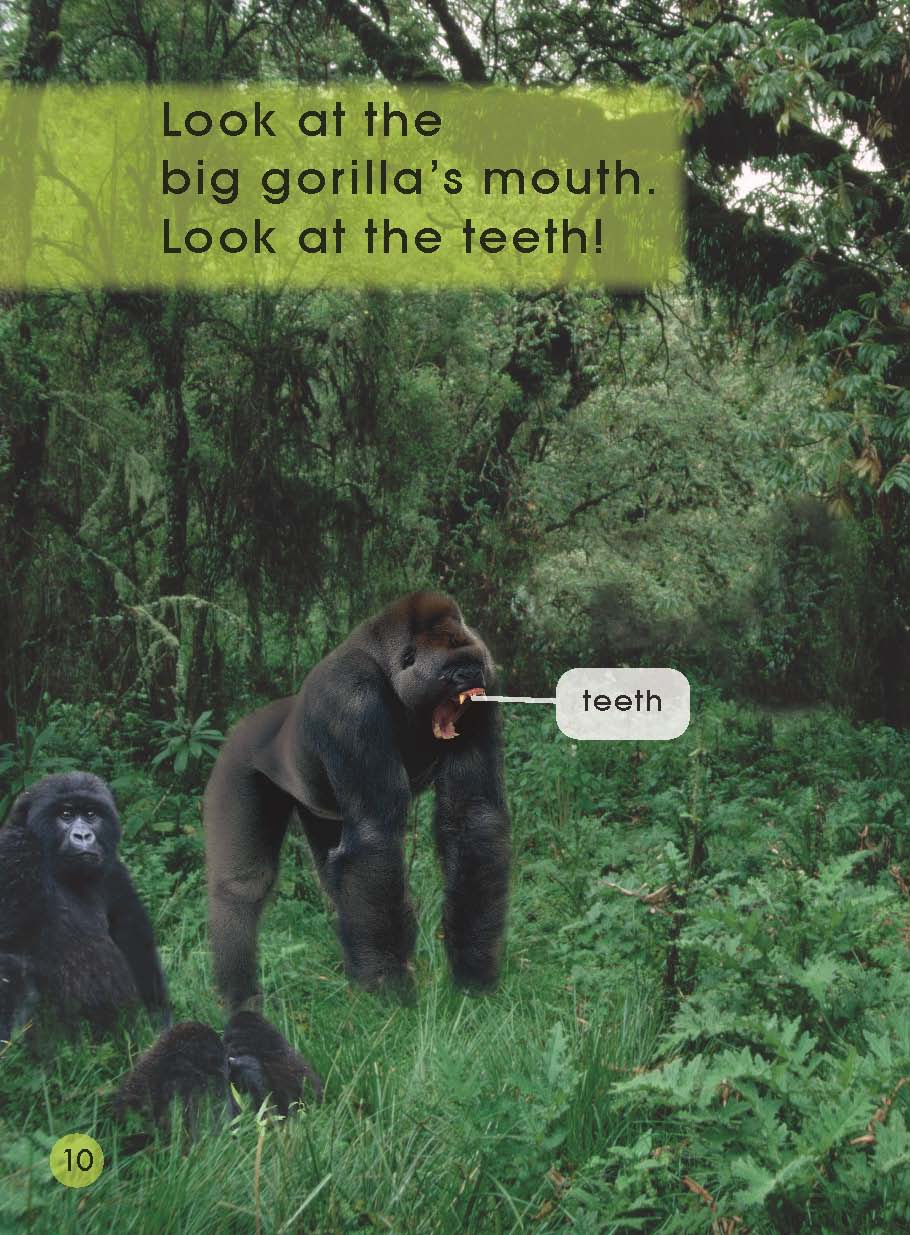 Look at the
big gorilla’s mouth.
Look at the teeth!
teeth
10